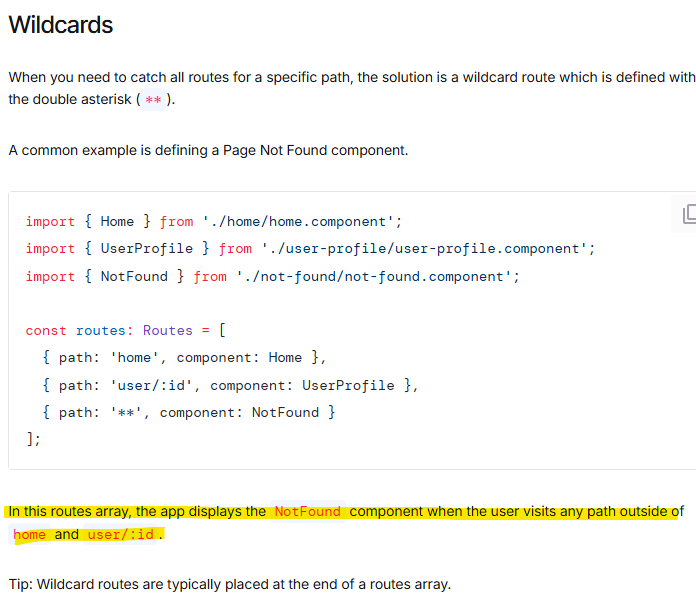 Wildcards
When you need to catch all routes for a specific path, the solution is a wildcard route which is defined with
the double asterisk ( ** ).
A common example is defining a Page Not Found component.
import { Home } from './home/home.component';
import { UserProfile } from './user-profile/user-profile.component';
import { NotFound } from './not-found/not-found.component';
const routes: Routes = [
  { path: 'home', component: Home },
  { path: 'user/:id', component: UserProfile },
  { path: '**', component: NotFound }
];
In this routes array, the app displays the NotFound component when the user visits any path outside of
home and user/:id .
Tip: Wildcard routes are typically placed at the end of a routes array.